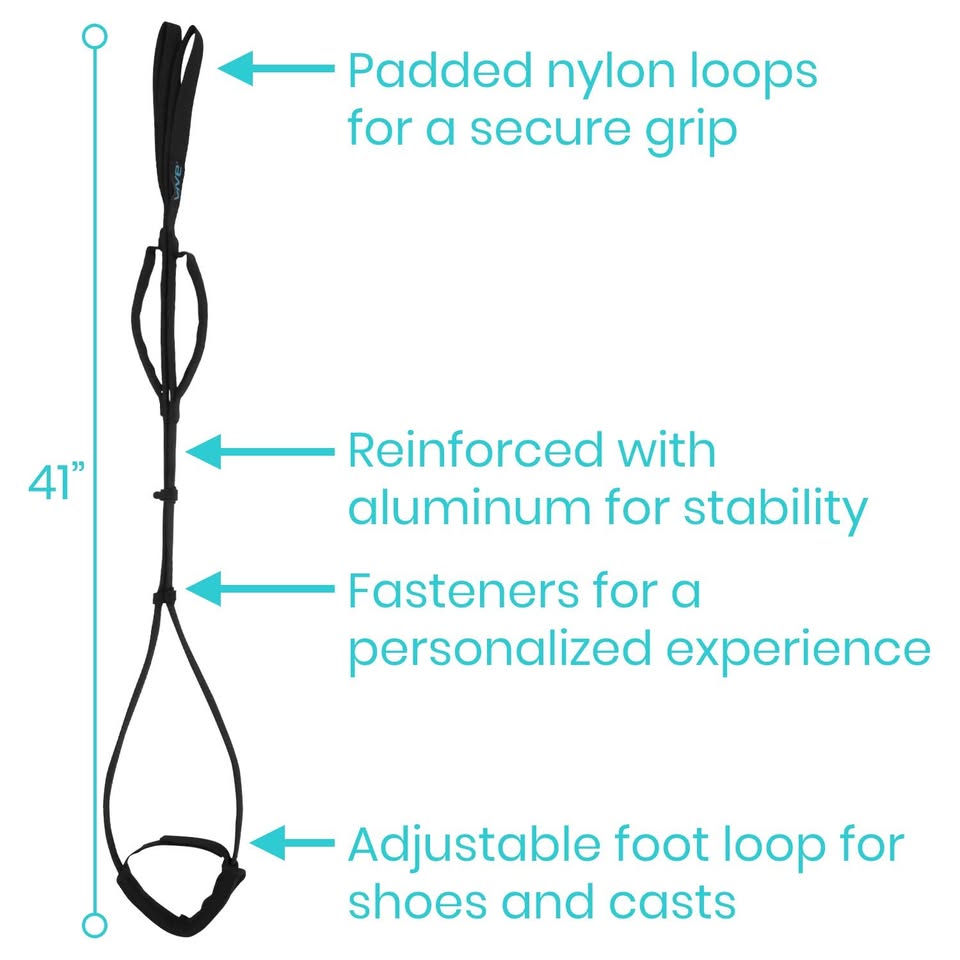 Padded nylon loops
for a secure grip
vive
Reinforced with
aluminum for stability
41”
Fasteners for a
personalized experience
Adjustable foot loop for
shoes and casts